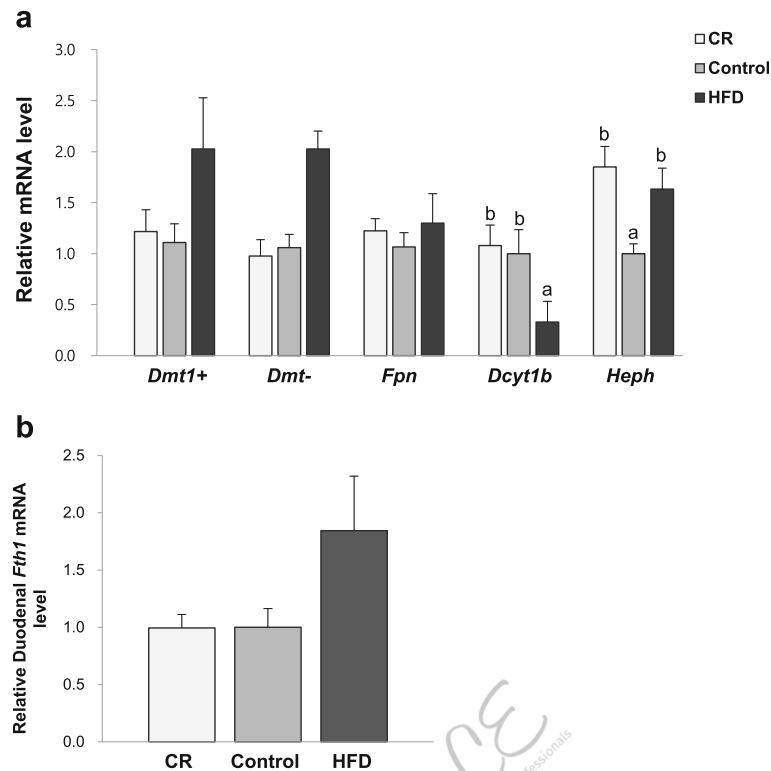 a
3.0
2.5
2.0
1.5
1.0
0.5
0.0
Relative mRNA level
CR
Control
HFD
b
b
a
b
a
b
Dmt1+ Dmt- Fpn Dcyt1b Heph
b
2.5
2.0
1.5
1.0
0.5
0.0
Relative Duodenal Fth1 mRNA
level
CR Control HFD